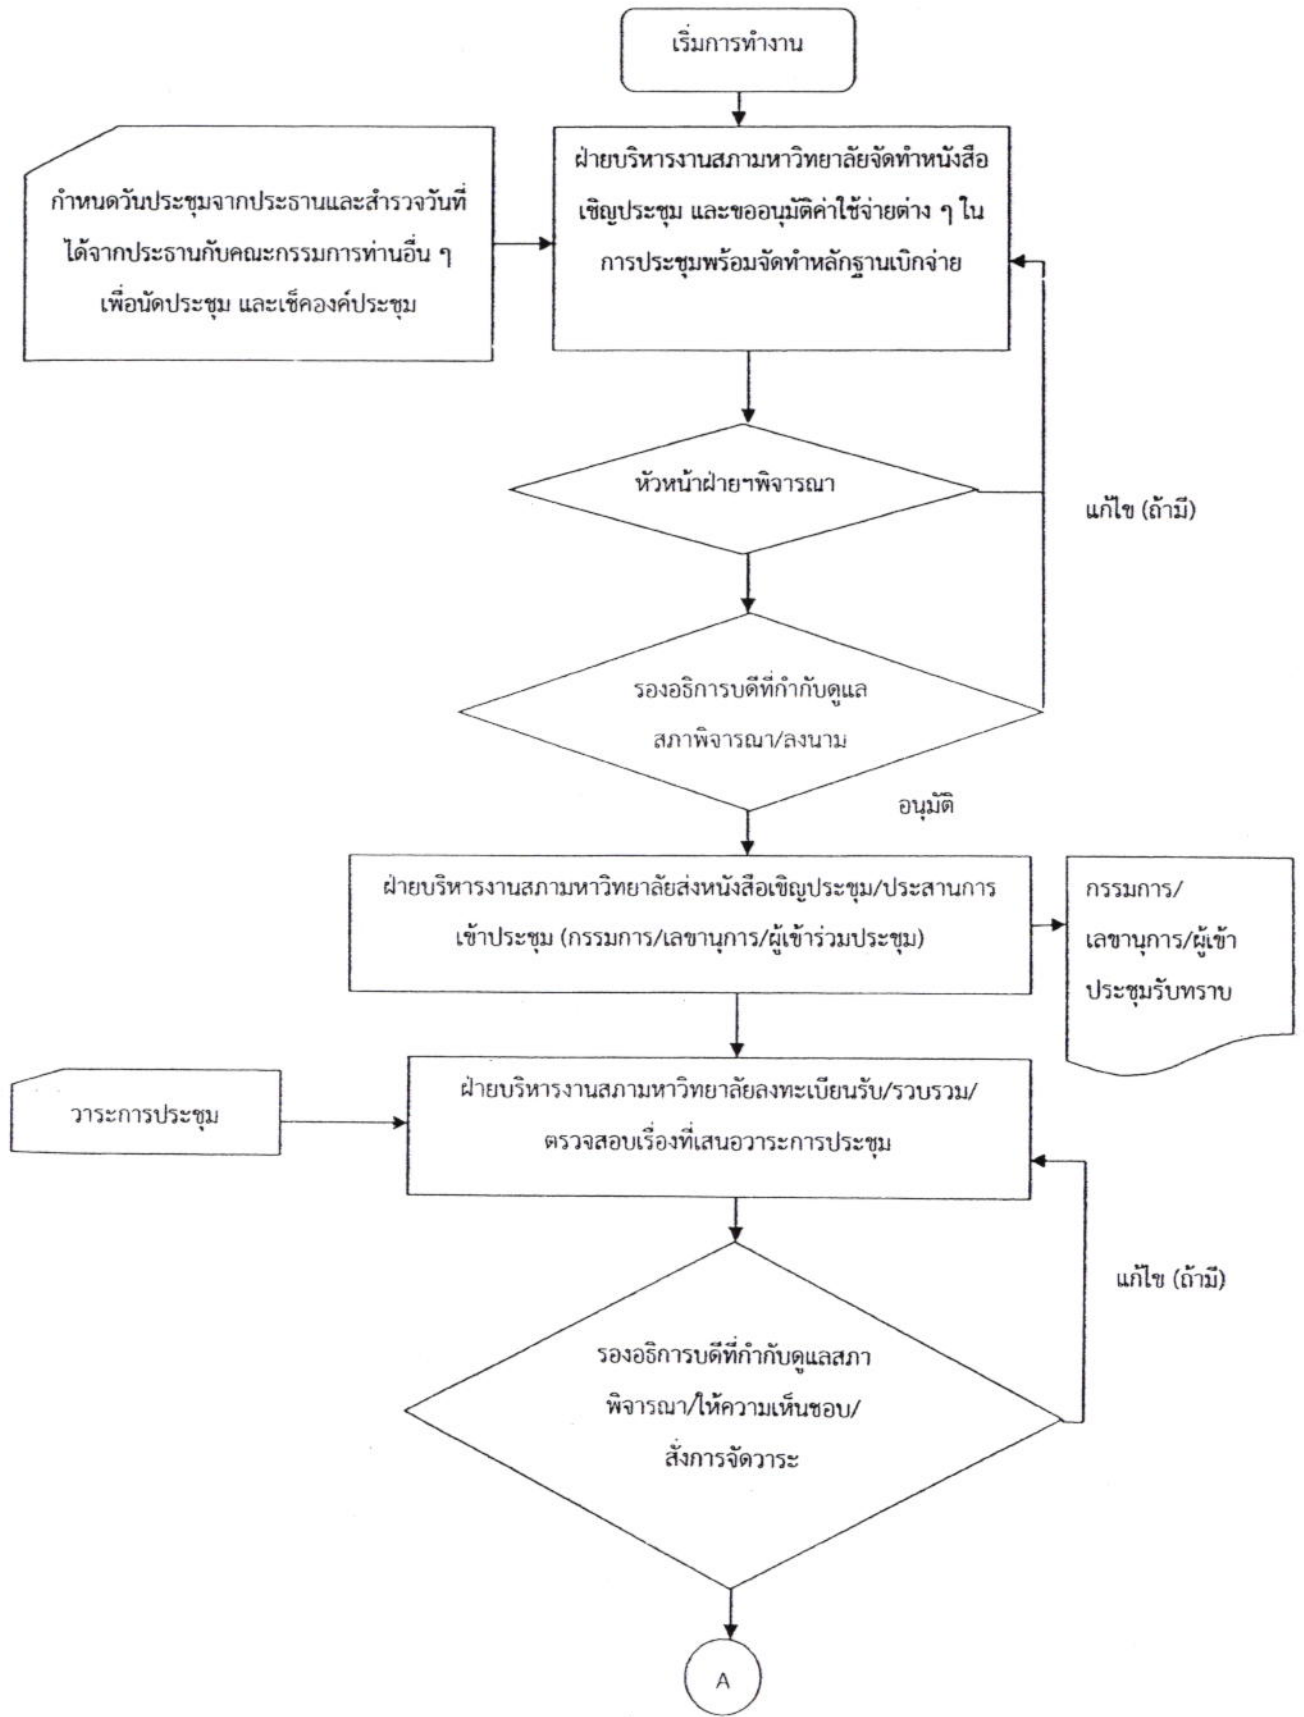 เริ่มการทำงาน
กำหนดวันประชุมจากประธานและสำรวจวันที่
ได้จากประธานกับคณะกรรมการท่านอื่น ๆ
เพื่อนัดประชุม และเช็คองค์ประชุม
ฝ่ายบริหารงานสภามหาวิทยาลัยจัดทำหนังสือ
เชิญประชุม และขออนุมัติค่าใช้จ่ายต่าง ๆ ใน
การประชุมพร้อมจัดทำหลักฐานเบิกจ่าย
หัวหน้าฝ่ายฯพิจารณา
แก้ไข (ถ้ามี)
รองอธิการบดีที่กำกับดูแล
สภาพิจารณา/ลงนาม
อนุมัติ
ฝ่ายบริหารงานสภามหาวิทยาลัยส่งหนังสือเชิญประชุม/ประสานการ
เข้าประชุม (กรรมการ/เลขานุการ/ผู้เข้าร่วมประชุม)
กรรมการ/
เลขานุการ/ผู้เข้า
ประชุมรับทราบ
วาระการประชุม
ฝ่ายบริหารงานสภามหาวิทยาลัยลงทะเบียนรับ/รวบรวม/
ตรวจสอบเรื่องที่เสนอวาระการประชุม
แก้ไข (ถ้ามี)
รองอธิการบดีที่กำกับดูแลสภา
พิจารณา/ให้ความเห็นชอบ/
สั่งการจัดวาระ
A